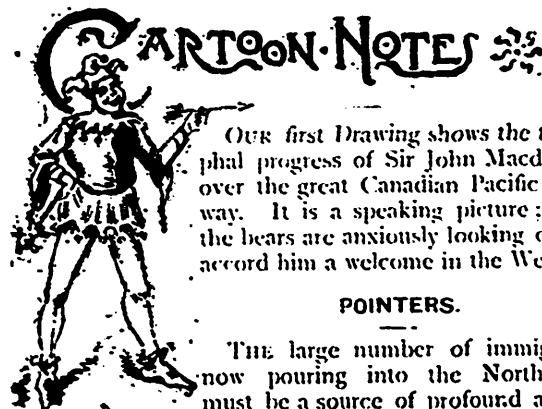 CARTOON · NOTES
OUR first Drawing shows the
phal progress of Sir John Macd
over the great Canadian Pacific
way. It is a speaking picture;
the bears are anxiously looking
accord him a welcome in the We
POINTERS.
THE large number of immig
now pouring into the North
must be a source of profound a